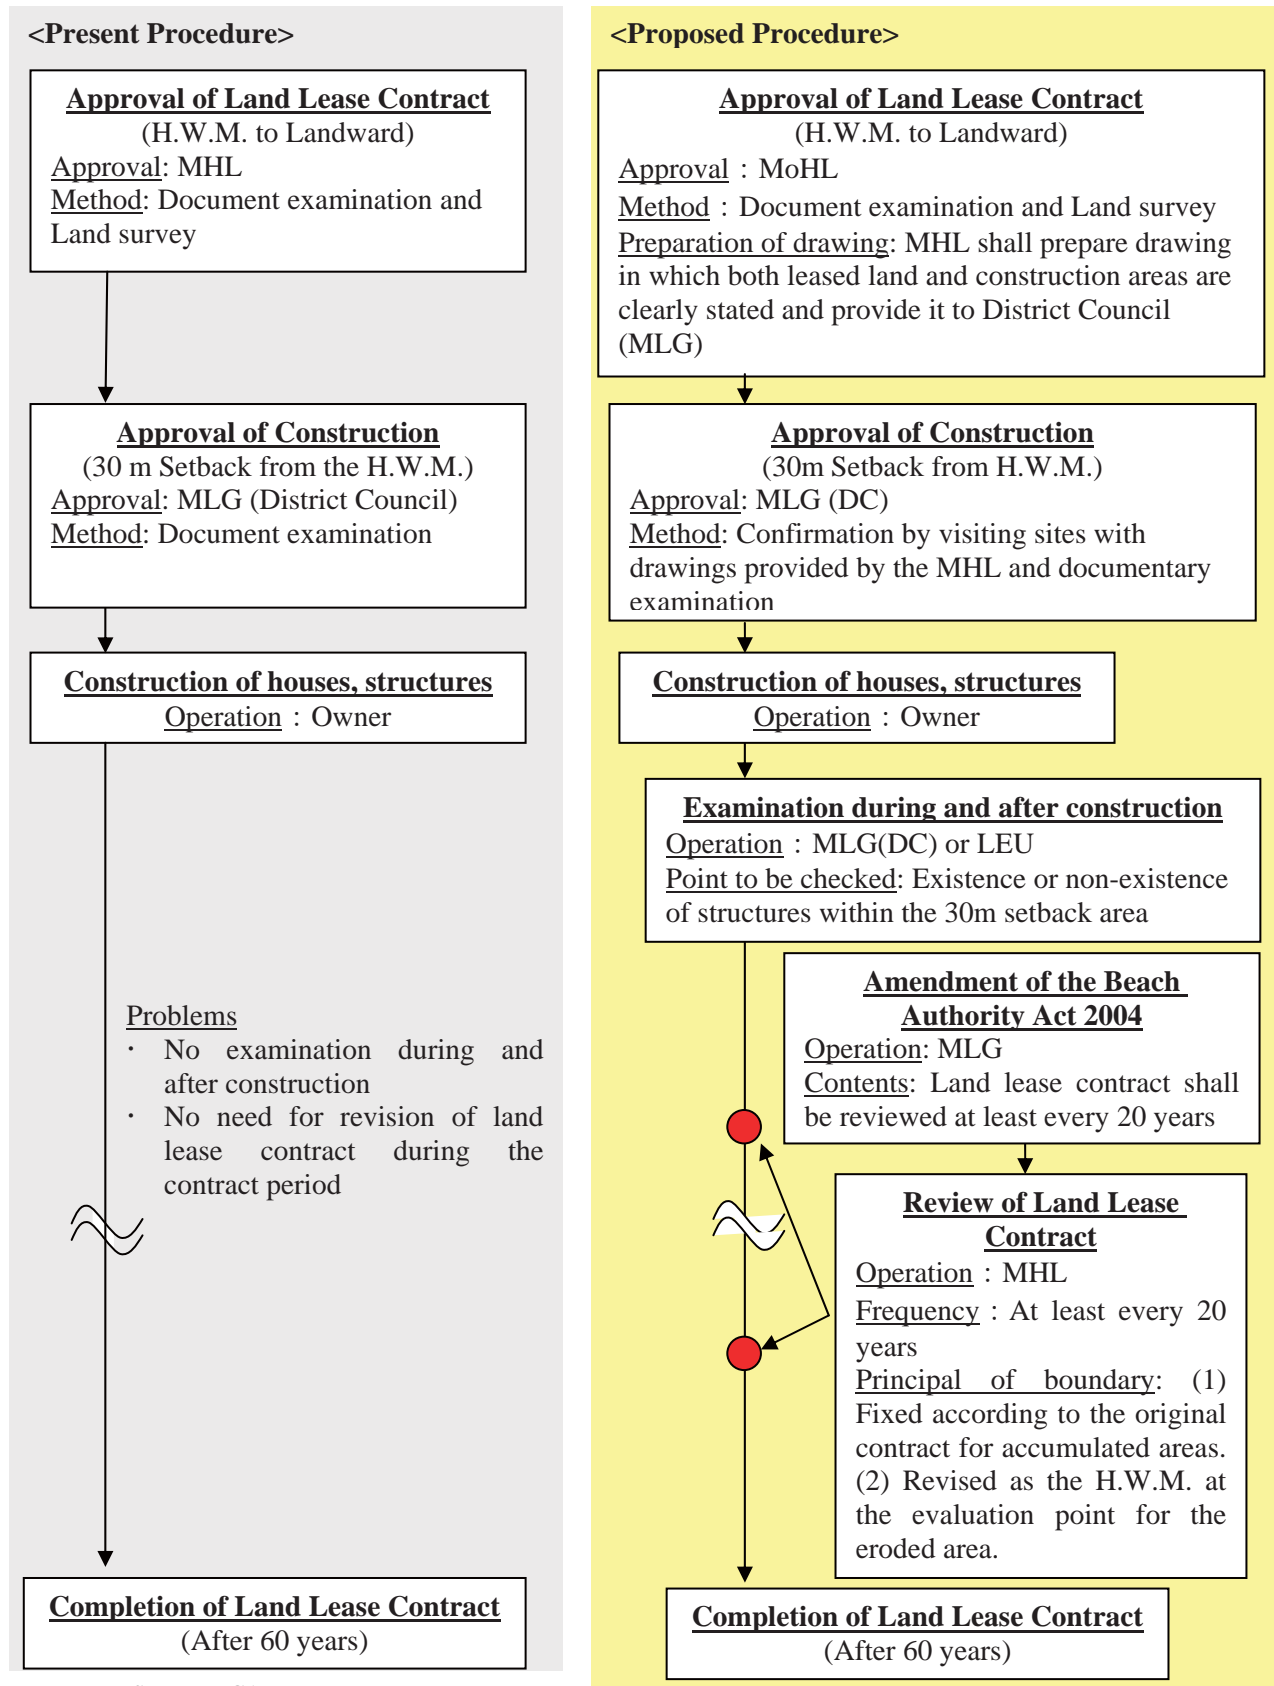 <Present Procedure>
Approval of Land Lease Contract
(H.W.M. to Landward)
Approval: MHL
Method: Document examination and
Land survey
Approval of Construction
(30 m Setback from the H.W.M.)
Approval: MLG (District Council)
Method: Document examination
Construction of houses, structures
Operation：Owner
Problems
· No examination during and
after construction
· No need for revision of land
lease contract during the
contract period
Completion of Land Lease Contract
(After 60 years)
<Proposed Procedure>
Approval of Land Lease Contract
(H.W.M. to Landward)
Approval：MoHL
Method：Document examination and Land survey
Preparation of drawing: MHL shall prepare drawing
in which both leased land and construction areas are
clearly stated and provide it to District Council
(MLG)
Approval of Construction
(30m Setback from H.W.M.)
Approval: MLG (DC)
Method: Confirmation by visiting sites with
drawings provided by the MHL and documentary
examination
Construction of houses, structures
Operation：Owner
Examination during and after construction
Operation：MLG(DC) or LEU
Point to be checked: Existence or non-existence
of structures within the 30m setback area
Amendment of the Beach
Authority Act 2004
Operation: MLG
Contents: Land lease contract shall
be reviewed at least every 20 years
Review of Land Lease
Contract
Operation：MHL
Frequency：At least every 20
years
Principal of boundary: (1)
Fixed according to the original
contract for accumulated areas.
(2) Revised as the H.W.M. at
the evaluation point for the
eroded area.
Completion of Land Lease Contract
(After 60 years)